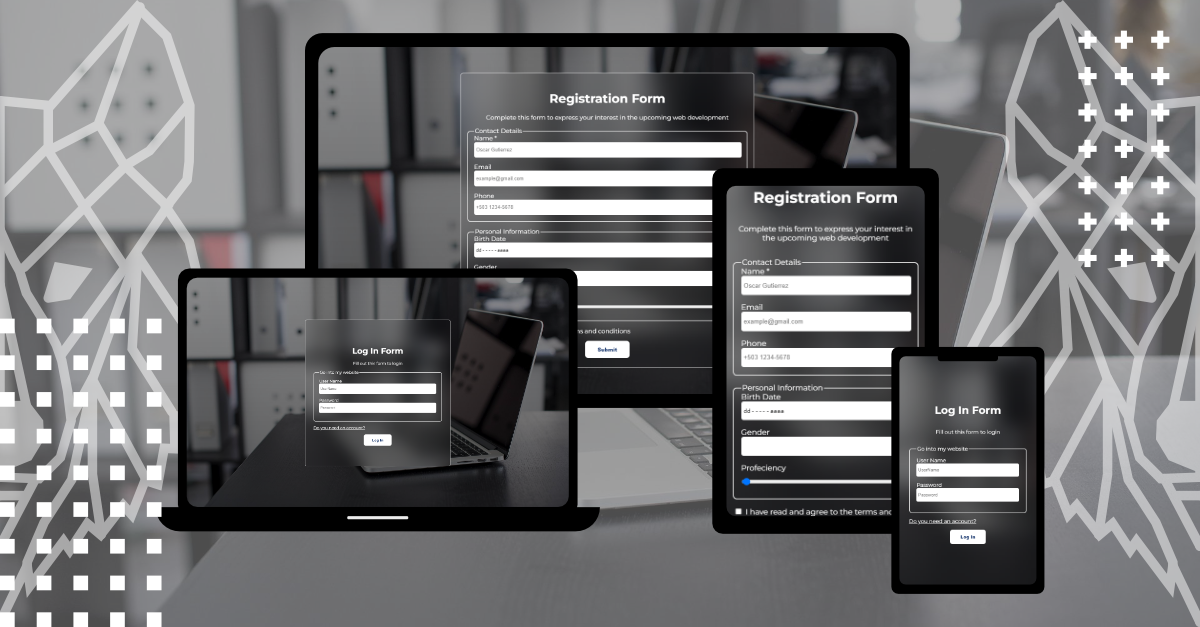 Registration Form
Complete this form to express your interest in the upcoming web development
Contact Details
Name *
Oscar Gutierrez
Email
example@gmail.com
Phone
+503 1234-5678
Personal Information
Birth Date
dd-----aaaa
Gender
ns and conditions
Submit
Log In Form
Fill out this form to login
Go into my website
User Name
UserName
Password
Password
Do you need an account?
Log In
Registration Form
Complete this form to express your interest in
the upcoming web development
Contact Details
Name *
Oscar Gutierrez
Email
example@gmail.com
Phone
+503 1234-5678
Personal Information
Birth Date
dd-----aaaa
Gender
Profeciency
I have read and agree to the terms and
Log In Form
Fill out this form to login
Go into my website
User Name
UserName
Password
Password
Do you need an account?
Log In